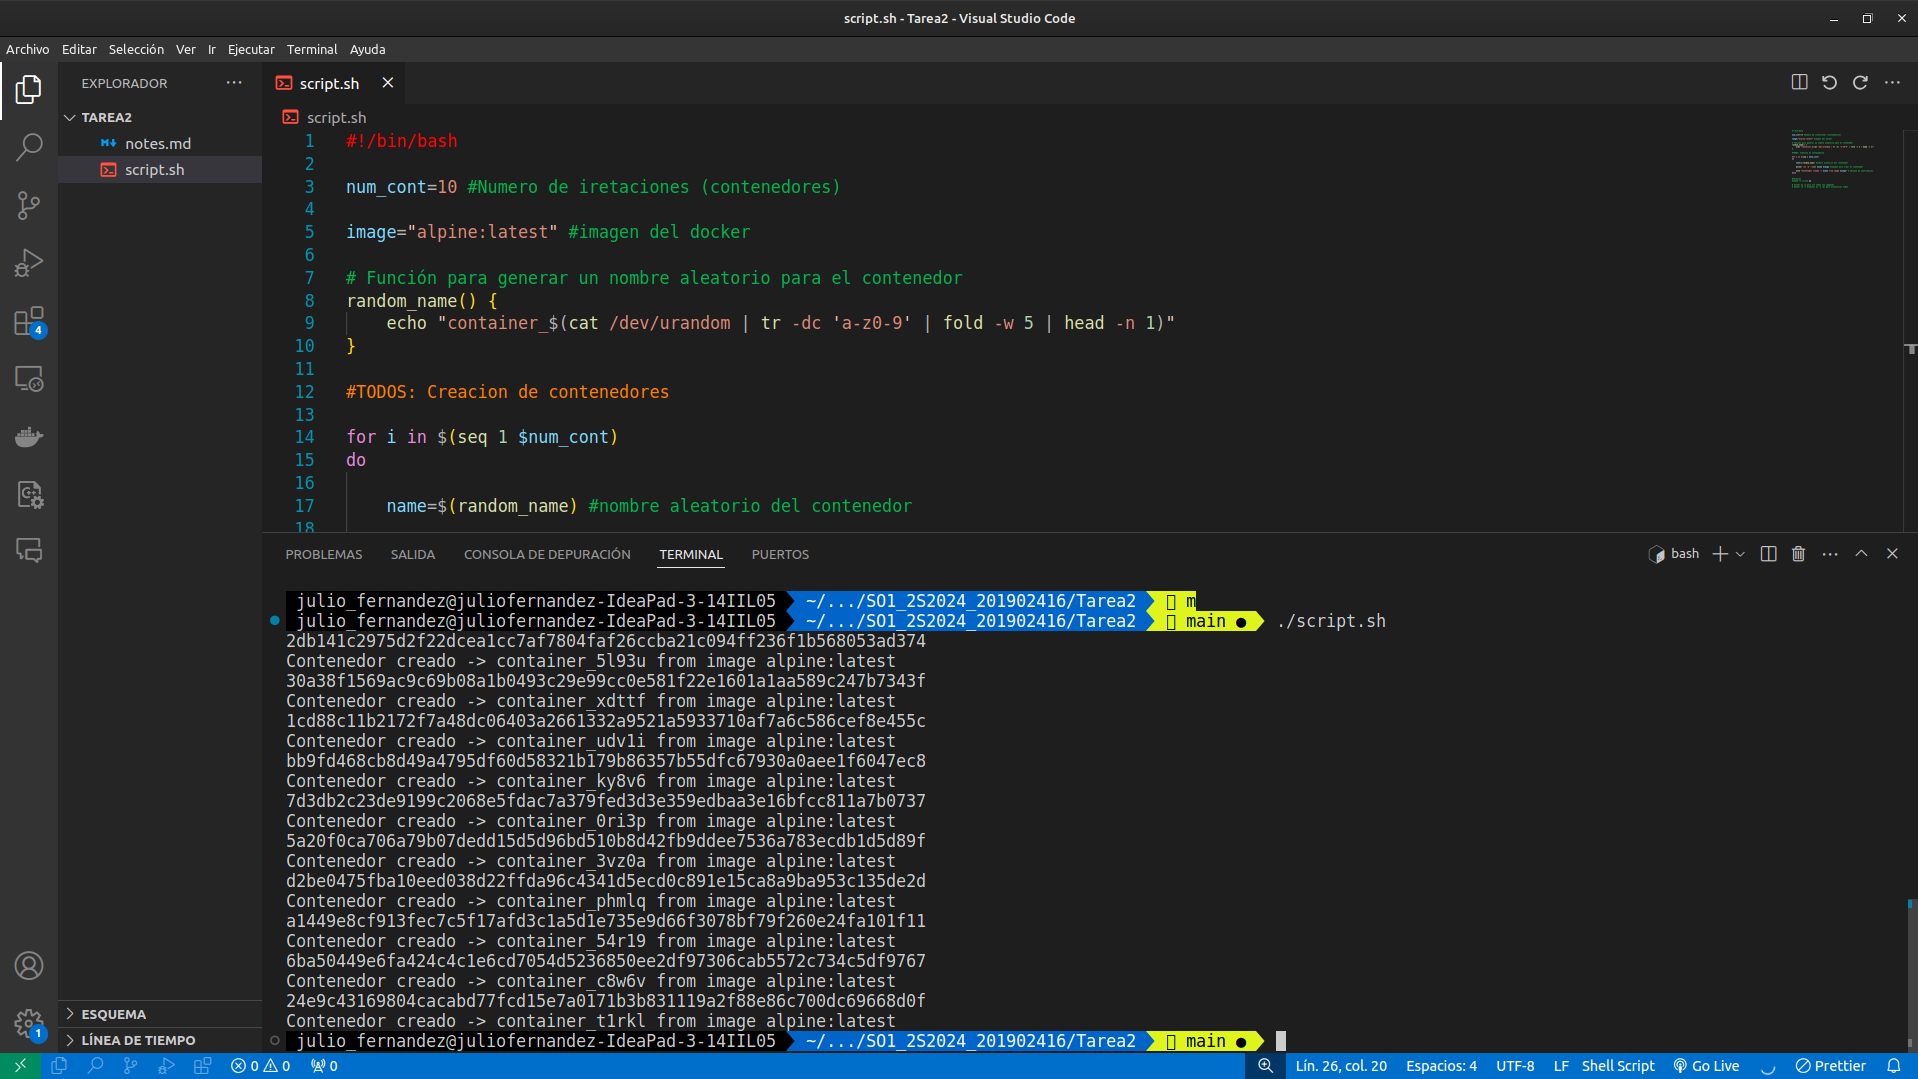 script.sh - Tarea2 - Visual Studio Code
Archivo Editar Selección Ver Ir Ejecutar Terminal Ayuda
EXPLORADOR
TAREA2
notes.md
script.sh
4
ESQUEMA
LÍNEA DE TIEMPO
1
script.sh
script.sh
1 #!/bin/bash
2
3 num_cont=10 #Numero de iretaciones (contenedores)
4
5 image="alpine:latest" #imagen del docker
6
7 # Función para generar un nombre aleatorio para el contenedor
8 random_name() {
9 echo "container_$(cat /dev/urandom | tr -dc 'a-z0-9' | fold -w 5 | head -n 1)"
10 }
11
12 #TODOS: Creacion de contenedores
13
14 for i in $(seq 1 $num_cont)
15 do
16
17 name=$(random_name) #nombre aleatorio del contenedor
18
PROBLEMAS SALIDA CONSOLA DE DEPURACIÓN TERMINAL PUERTOS
bash
julio_fernandez@juliofernandez-IdeaPad-3-14IIL05 ~/.../SO1_2S2024_201902416/Tarea2 m
julio_fernandez@juliofernandez-IdeaPad-3-14IIL05 ~/.../SO1_2S2024_201902416/Tarea2 main ● ./script.sh
2db141c2975d2f22dcea1cc7af7804faf26ccba21c094ff236f1b568053ad374
Contenedor creado -> container_5l93u from image alpine:latest
30a38f1569ac9c69b08a1b0493c29e99cc0e581f22e1601a1aa589c247b7343f
Contenedor creado -> container_xdttf from image alpine:latest
1cd88c11b2172f7a48dc06403a2661332a9521a5933710af7a6c586cef8e455c
Contenedor creado -> container_udv1i from image alpine:latest
bb9fd468cb8d49a4795df60d58321b179b86357b55dfc67930a0aee1f6047ec8
Contenedor creado -> container_ky8v6 from image alpine:latest
7d3db2c23de9199c2068e5fdac7a379fed3d3e359edbaa3e16bfcc811a7b0737
Contenedor creado -> container_0ri3p from image alpine:latest
5a20f0ca706a79b07dedd15d5d96bd510b8d42fb9ddee7536a783ecdb1d5d89f
Contenedor creado -> container_3vz0a from image alpine:latest
d2be0475fba10eed038d22ffda96c4341d5ecd0c891e15ca8a9ba953c135de2d
Contenedor creado -> container_phmlq from image alpine:latest
a1449e8cf913fec7c5f17afd3c1a5d1e735e9d66f3078bf79f260e24fa101f11
Contenedor creado -> container_54r19 from image alpine:latest
6ba50449e6fa424c4c1e6cd7054d5236850ee2df97306cab5572c734c5df9767
Contenedor creado -> container_c8w6v from image alpine:latest
24e9c43169804cacabd77fcd15e7a0171b3b831119a2f88e86c700dc69668d0f
Contenedor creado -> container_t1rkl from image alpine:latest
julio_fernandez@juliofernandez-IdeaPad-3-14IIL05 ~/.../SO1_2S2024_201902416/Tarea2 main ●
0 0 0 Lín. 26, col. 20 Espacios: 4 UTF-8 LF Shell Script Go Live Prettier